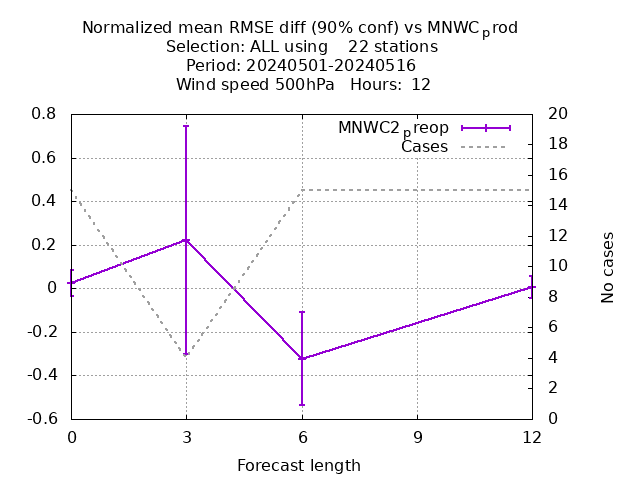 Normalized mean RMSE diff (90% conf) vs MNWCprod
Selection: ALL using    22 stations
Period: 20240501-20240516
Wind speed 500hPa   Hours:  12
MNWC2preop
Cases
0.8
0.6
0.4
0.2
0
-0.2
-0.4
-0.6
20
18
16
14
12
10
8
6
4
2
0
No cases
0 3 6 9 12
Forecast length